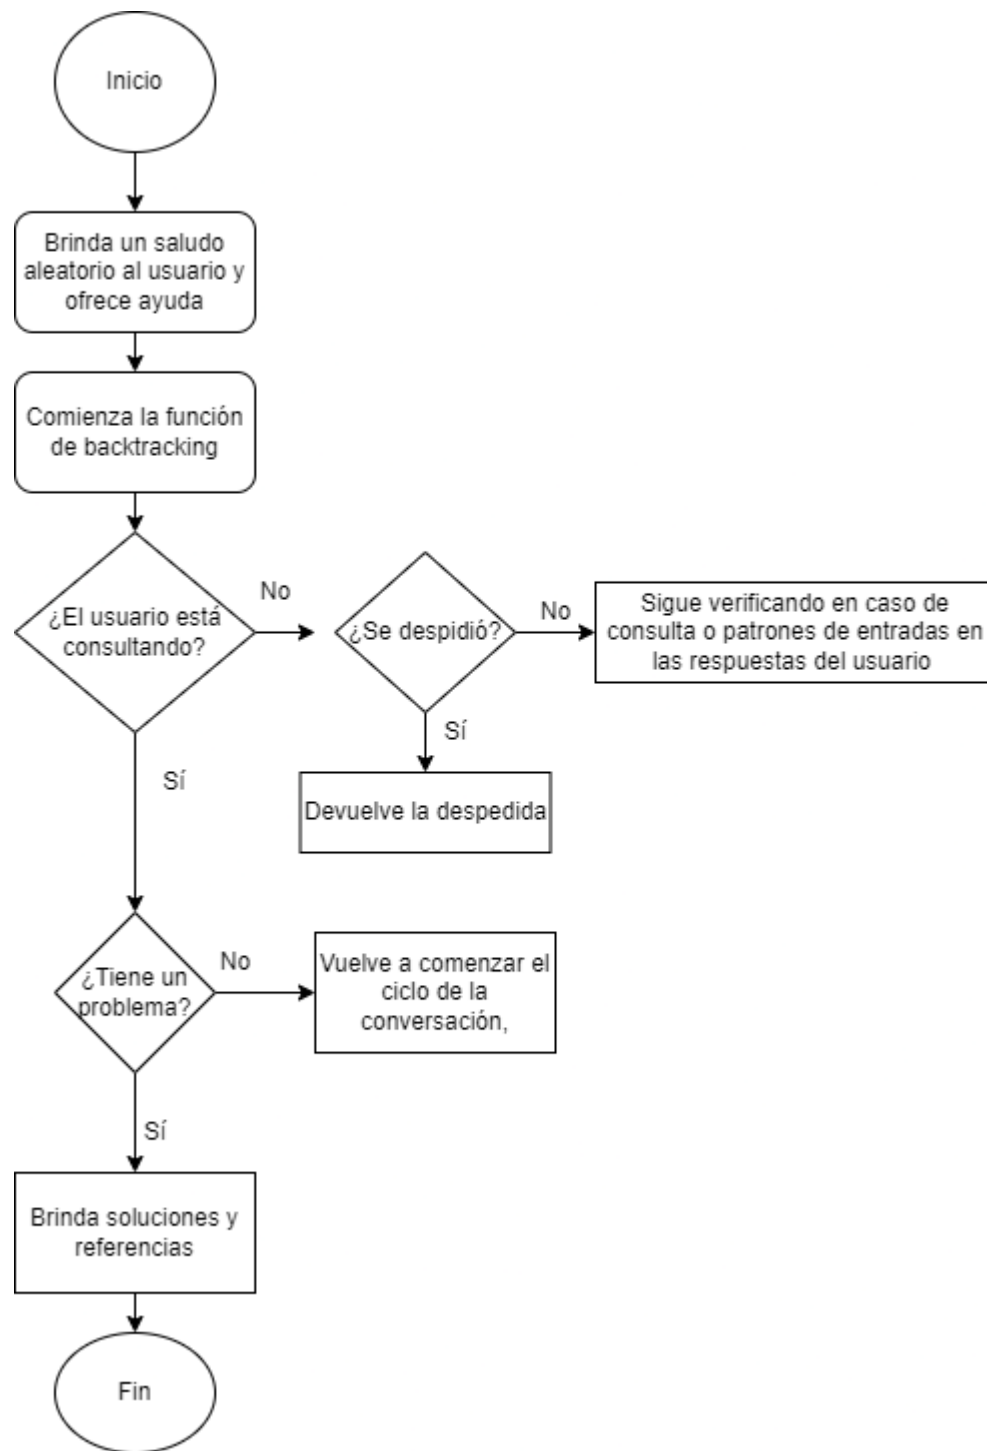 Inicio
Brinda un saludo
aleatorio al usuario y
ofrece ayuda
Comienza la función
de backtracking
¿El usuario está
consultando?
No
¿Se despidió?
No
Sigue verificando en caso de
consulta o patrones de entradas en
las respuestas del usuario
Sí
Devuelve la despedida
Sí
¿Tiene un
problema?
No
Vuelve a comenzar el
ciclo de la
conversación,
Sí
Brinda soluciones y
referencias
Fin